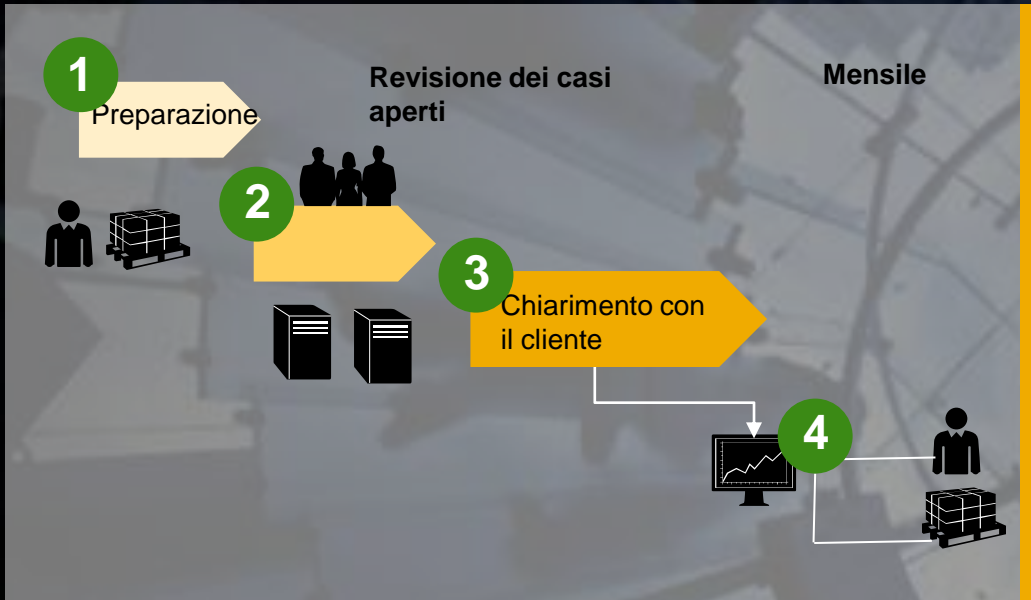 1
Preparazione
Revisione dei casi
aperti
Mensile
2
3
Chiarimento con
il cliente
4